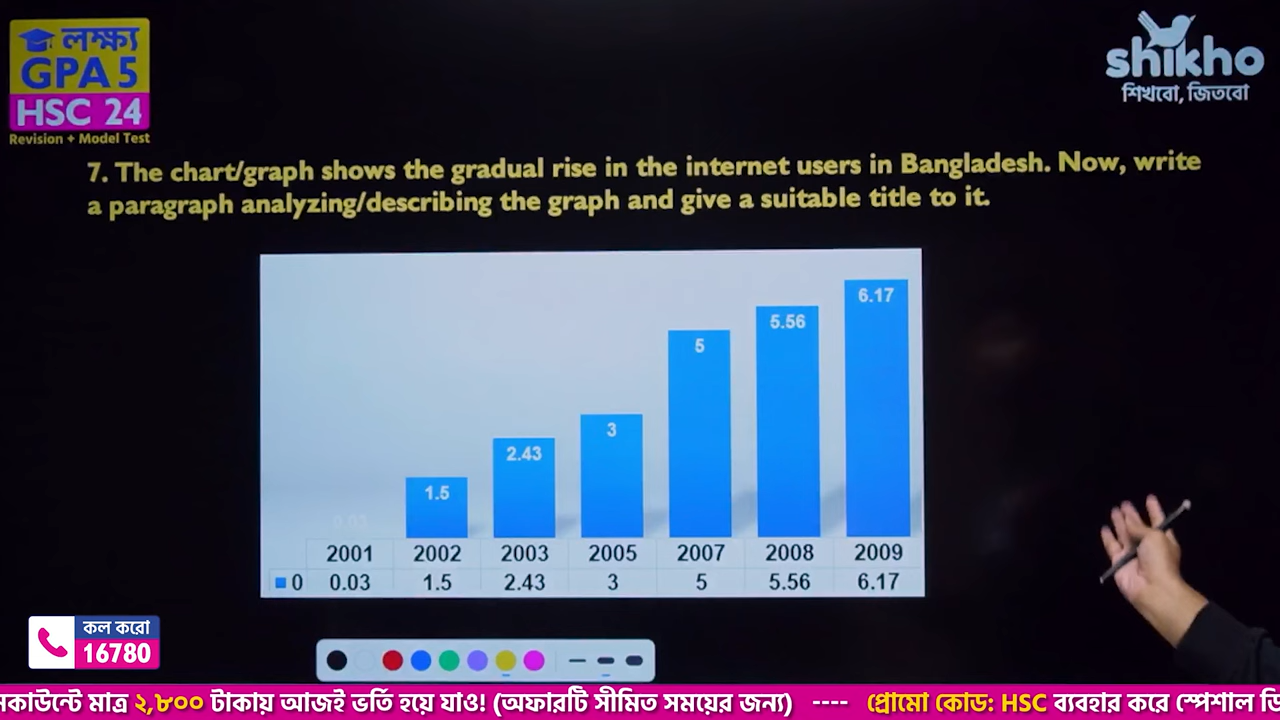 লক্ষ্য
GPA 5
HSC 24
Revision + Model Test
shikho
শিখবো, জিতবো
7. The chart/graph shows the gradual rise in the internet users in Bangladesh. Now, write
a paragraph analyzing/describing the graph and give a suitable title to it.
0.03 1.5 2.43 3 5 5.56 6.17
2001 2002 2003 2005 2007 2008 2009
0 0.03 1.5 2.43 3 5 5.56 6.17
কল করো
16780
মাত্র ২,৮০০ টাকায় আজই ভর্তি হয়ে যাও! (অফারটি সীমিত সময়ের জন্য) ---- প্রোমো কোড: HSC ব্যবহার করে স্পেশাল